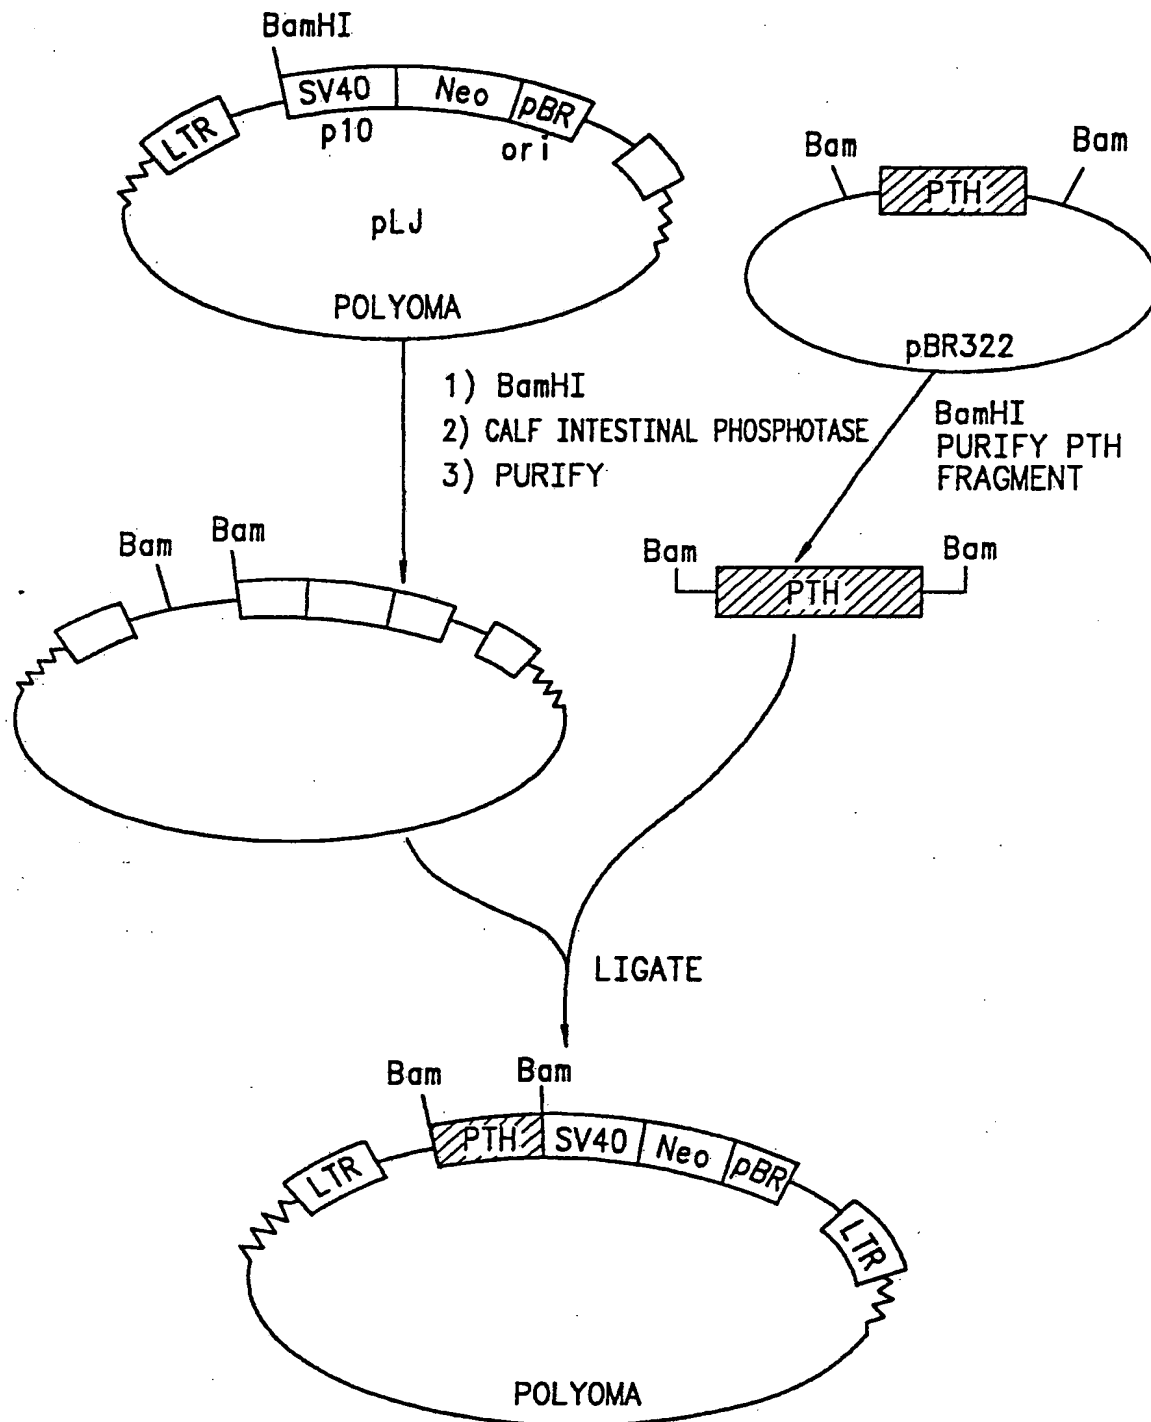 BamHI
LTR
SV40
Neo
pBR
p10
ori
pLJ
POLYOMA
Bam
PTH
Bam
pBR322
1) BamHI
2) CALF INTESTINAL PHOSPHOTASE
3) PURIFY
BamHI
PURIFY PTH
FRAGMENT
Bam
Bam
Bam
PTH
Bam
LIGATE
Bam
Bam
LTR
PTH
SV40
Neo
pBR
LTR
POLYOMA